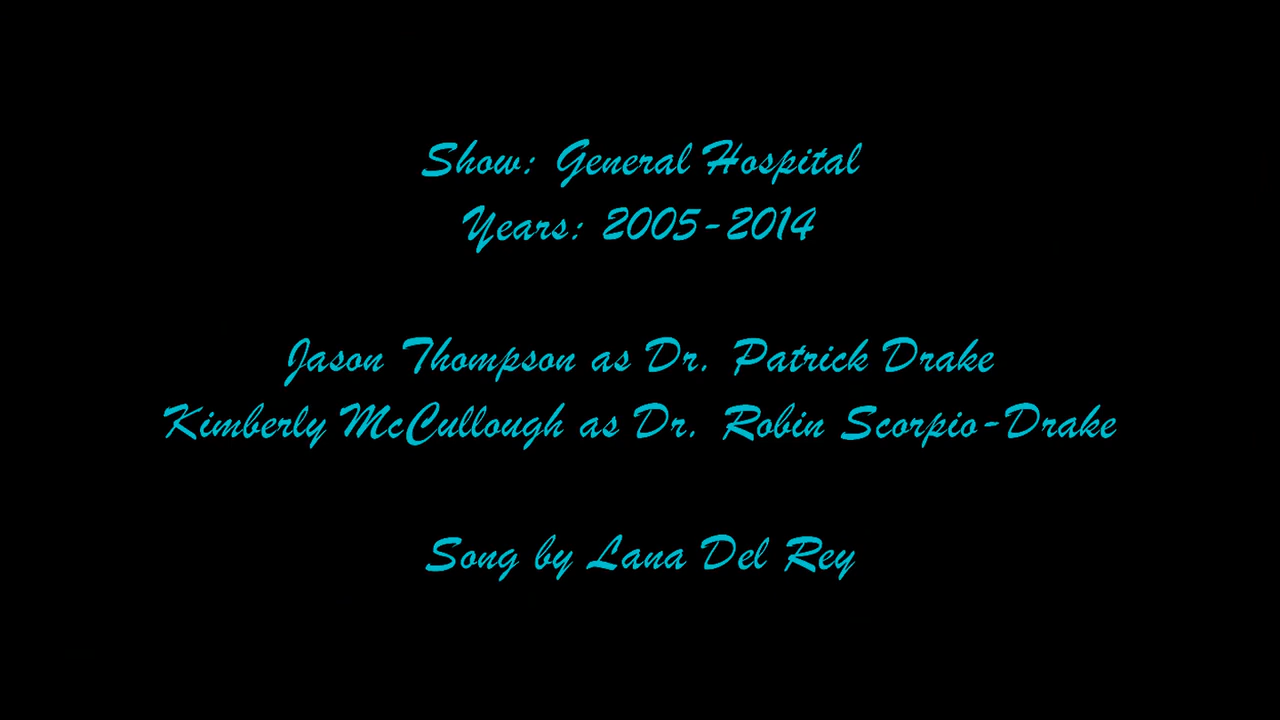 Show: General Hospital
Years: 2005-2014
Jason Thompson as Dr. Patrick Drake
Kimberly McCullough as Dr. Robin Scorpio-Drake
Song by Lana Del Rey